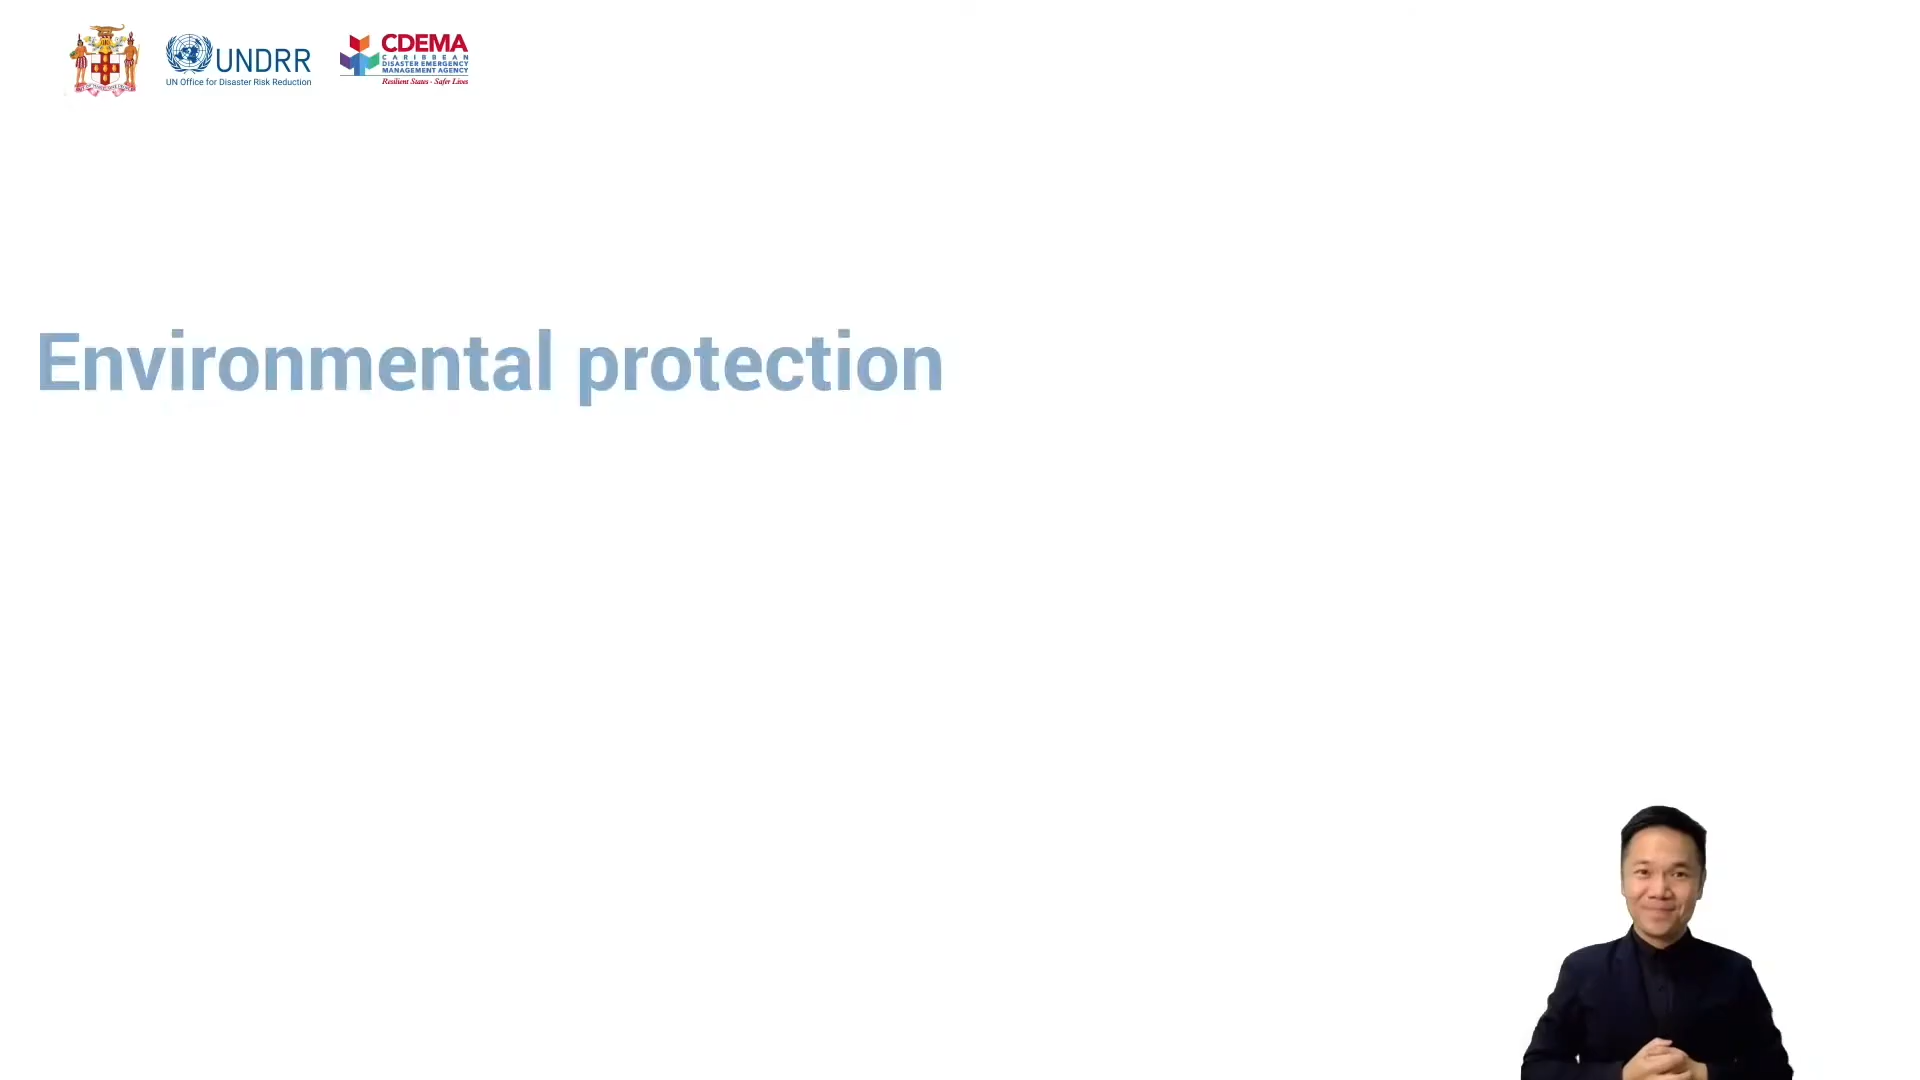 UNDRR
UN Office for Disaster Risk Reduction
CDEMA
CARIBBEAN
DISASTER EMERGENCY
MANAGEMENT AGENCY
Resilient States - Safer Lives
Environmental protection